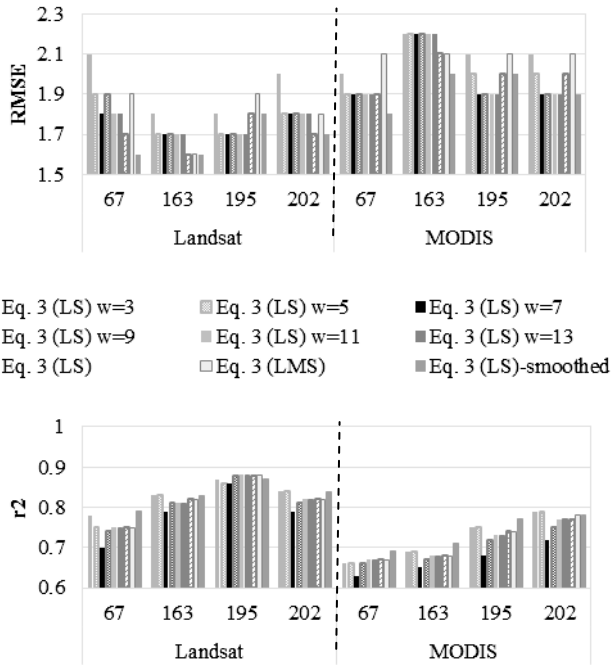 2.3
2.1
1.9
1.7
1.5
RMSE
67 163 195 202 67 163 195 202
Landsat MODIS
Eq. 3 (LS) w=3 Eq. 3 (LS) w=5 Eq. 3 (LS) w=7
Eq. 3 (LS) w=9 Eq. 3 (LS) w=11 Eq. 3 (LS) w=13
Eq. 3 (LS) Eq. 3 (LMS) Eq. 3 (LS)-smoothed
1
0.9
0.8
0.7
0.6
r2
67 163 195 202 67 163 195 202
Landsat MODIS